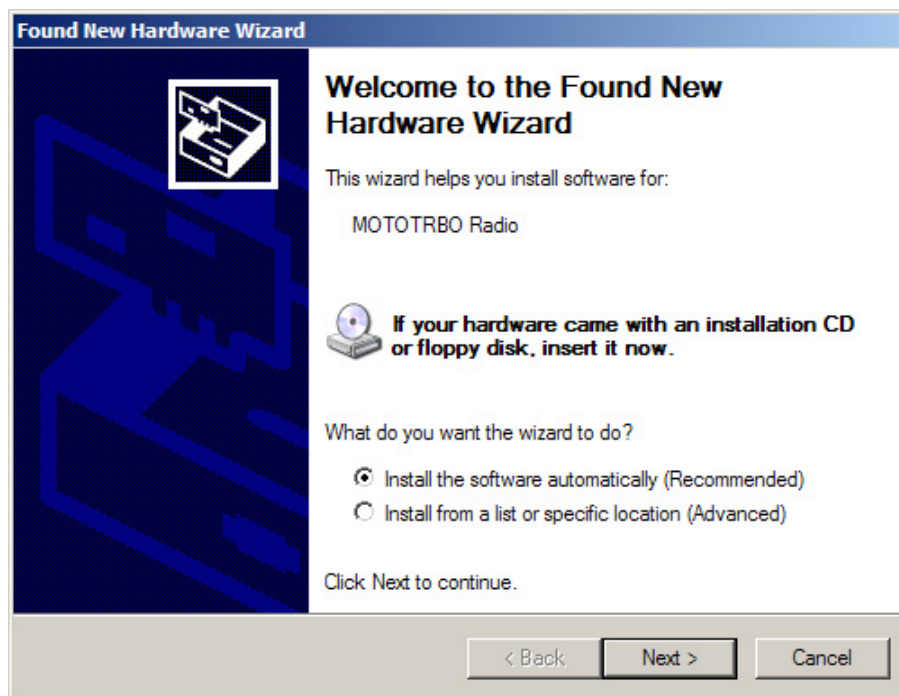 Found New Hardware Wizard
Welcome to the Found New
Hardware Wizard
This wizard helps you install software for:
MOTOTRBO Radio
If your hardware came with an installation CD
or floppy disk, insert it now.
What do you want the wizard to do?
Install the software automatically (Recommended)
Install from a list or specific location (Advanced)
Click Next to continue.
< Back
Next >
Cancel